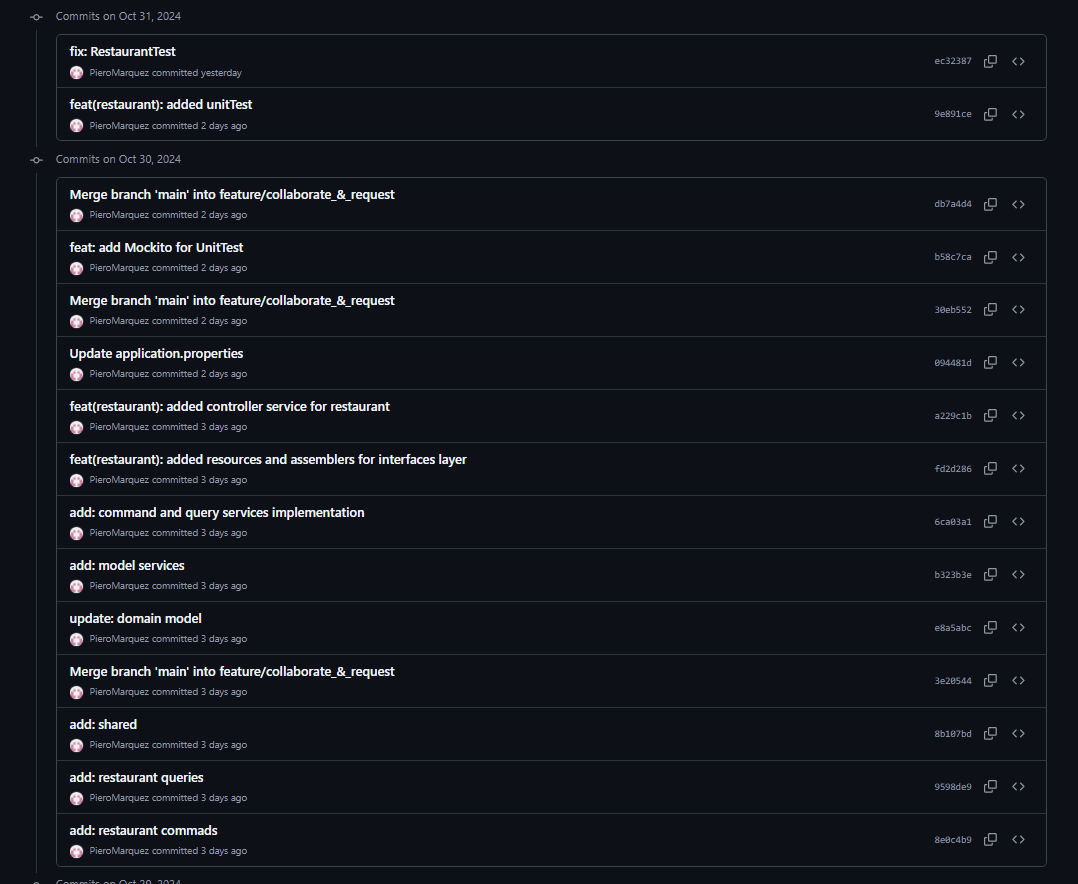 Commits on Oct 31, 2024
fix: RestaurantTest
PieroMarquez committed yesterday
ec32387
feat(restaurant): added unitTest
PieroMarquez committed 2 days ago
9e891ce
Commits on Oct 30, 2024
Merge branch 'main' into feature/collaborate_&_request
PieroMarquez committed 2 days ago
db7a4d4
feat: add Mockito for UnitTest
PieroMarquez committed 2 days ago
b58c7ca
Merge branch 'main' into feature/collaborate_&_request
PieroMarquez committed 2 days ago
30eb552
Update application.properties
PieroMarquez committed 2 days ago
094481d
feat(restaurant): added controller service for restaurant
PieroMarquez committed 3 days ago
a229c1b
feat(restaurant): added resources and assemblers for interfaces layer
PieroMarquez committed 3 days ago
fd2d286
add: command and query services implementation
PieroMarquez committed 3 days ago
6ca03a1
add: model services
PieroMarquez committed 3 days ago
b323b3e
update: domain model
PieroMarquez committed 3 days ago
e8a5abc
Merge branch 'main' into feature/collaborate_&_request
PieroMarquez committed 3 days ago
3e20544
add: shared
PieroMarquez committed 3 days ago
8b107bd
add: restaurant queries
PieroMarquez committed 3 days ago
9598de9
add: restaurant commads
PieroMarquez committed 3 days ago
8e0c4b9
Commits on Oct 29, 2024